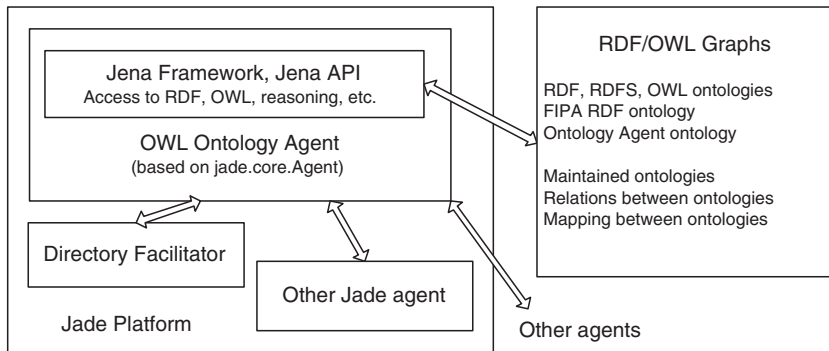 Jena Framework, Jena API
Access to RDF, OWL, reasoning, etc.
OWL Ontology Agent
(based on jade.core.Agent)
Directory Facilitator
Other Jade agent
Jade Platform
Other agents
RDF/OWL Graphs
RDF, RDFS, OWL ontologies
FIPA RDF ontology
Ontology Agent ontology
Maintained ontologies
Relations between ontologies
Mapping between ontologies